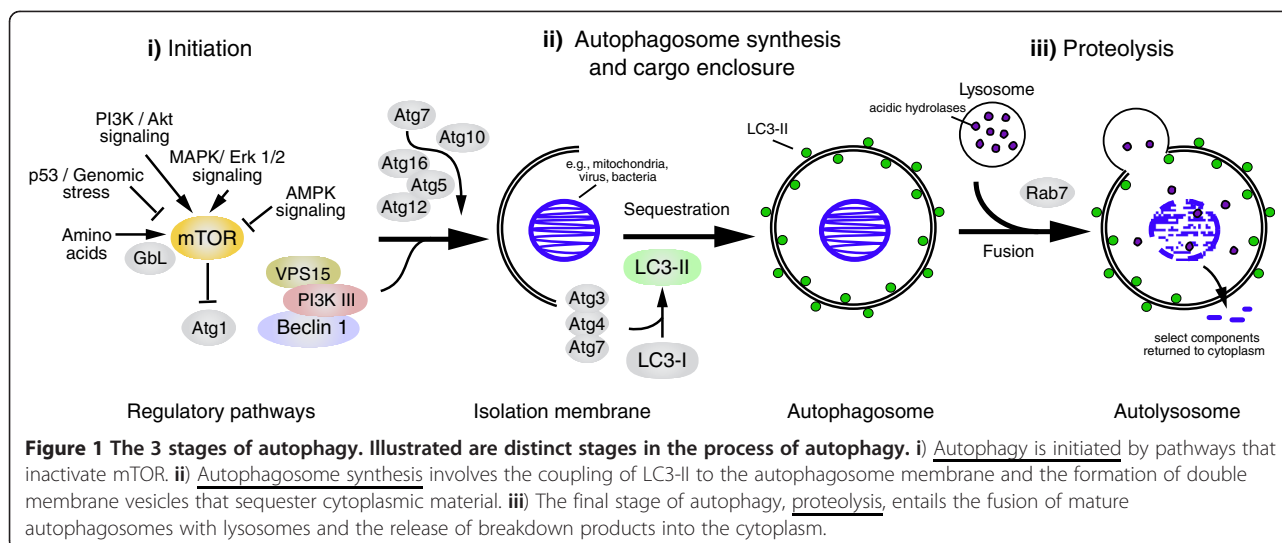 i) Initiation
ii) Autophagosome synthesis
and cargo enclosure
iii) Proteolysis
PI3K / Akt
signaling
MAPK/ Erk 1/2
signaling
p53 / Genomic
stress
AMPK
signaling
Amino
acids
mTOR
GbL
Atg1
VPS15
PI3K III
Beclin 1
Atg7
Atg10
Atg16
Atg5
Atg12
e.g., mitochondria,
virus, bacteria
Sequestration
LC3-II
Atg3
Atg4
Atg7
LC3-I
LC3-II
Lysosome
acidic hydrolases
Rab7
Fusion
select components
returned to cytoplasm
Regulatory pathways
Isolation membrane
Autophagosome
Autolysosome
Figure 1 The 3 stages of autophagy. Illustrated are distinct stages in the process of autophagy. i) Autophagy is initiated by pathways that
inactivate mTOR. ii) Autophagosome synthesis involves the coupling of LC3-II to the autophagosome membrane and the formation of double
membrane vesicles that sequester cytoplasmic material. iii) The final stage of autophagy, proteolysis, entails the fusion of mature
autophagosomes with lysosomes and the release of breakdown products into the cytoplasm.